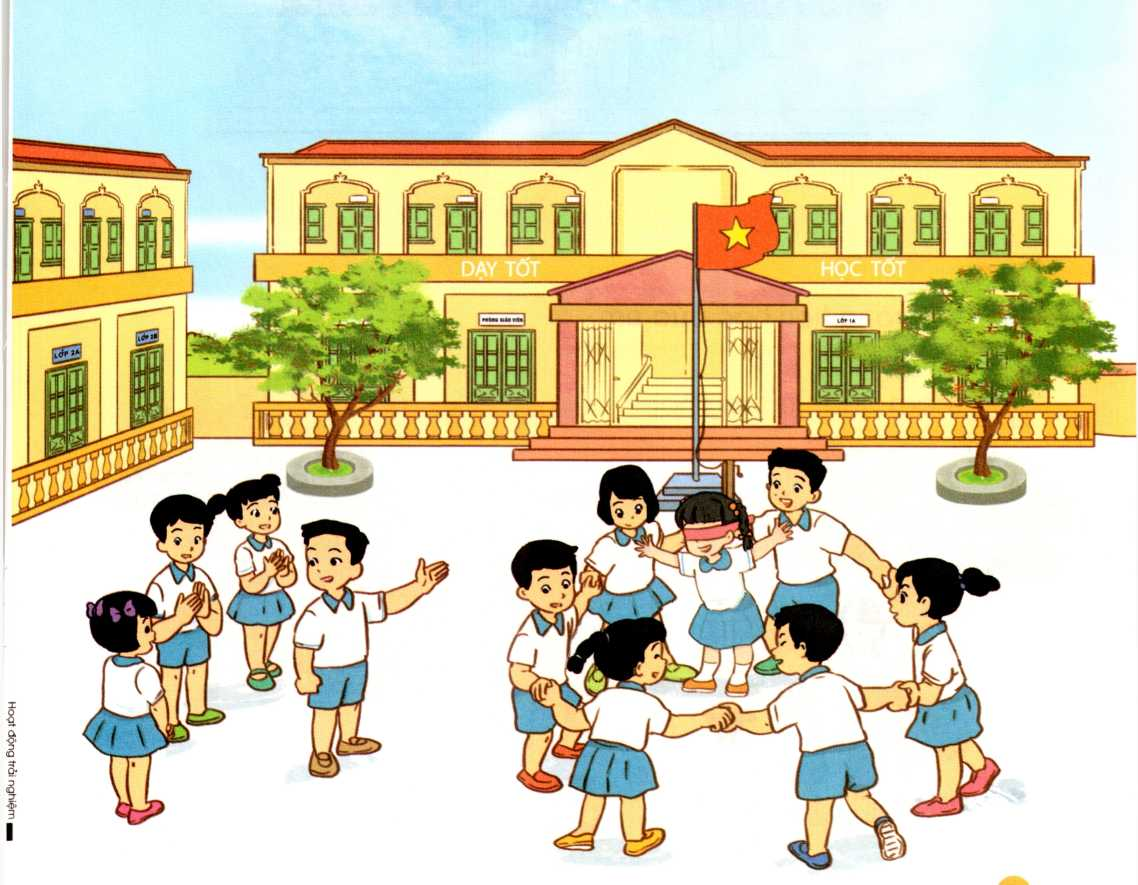 DẠY TỐT
HỌC TỐT
PHÒNG GIÁO VIÊN
LỚP 1A
LỚP 2A
LỚP 2B
Hoạt động trải nghiệm